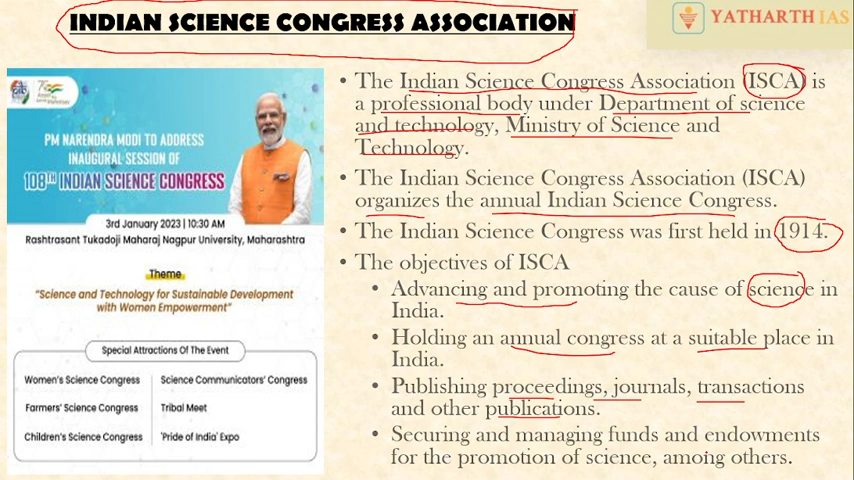 INDIAN SCIENCE CONGRESS ASSOCIATION
YATHARTH IAS
PM NARENDRA MODI TO ADDRESS
INAUGURAL SESSION OF
108TH INDIAN SCIENCE CONGRESS
3rd January 2023 | 10:30 AM
Rashtrasant Tukadoji Maharaj Nagpur University, Maharashtra
Theme
“Science and Technology for Sustainable Development
with Women Empowerment”
Special Attractions Of The Event
Women's Science Congress
Science Communicators' Congress
Farmers' Science Congress
Tribal Meet
Children's Science Congress
'Pride of India' Expo
• The Indian Science Congress Association (ISCA) is
a professional body under Department of science
and technology, Ministry of Science and
Technology.
• The Indian Science Congress Association (ISCA)
organizes the annual Indian Science Congress.
• The Indian Science Congress was first held in 1914.
• The objectives of ISCA
• Advancing and promoting the cause of science in
India.
• Holding an annual congress at a suitable place in
India.
• Publishing proceedings, journals, transactions
and other publications.
• Securing and managing funds and endowments
for the promotion of science, among others.